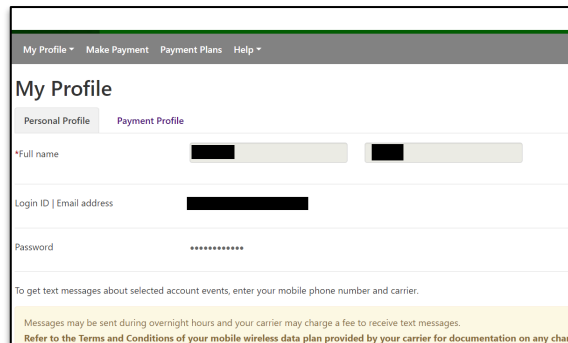 My Profile Make Payment Payment Plans Help
My Profile
Personal Profile Payment Profile
*Full name
Login ID | Email address
Password ••••••••••••
To get text messages about selected account events, enter your mobile phone number and carrier.
Messages may be sent during overnight hours and your carrier may charge a fee to receive text messages.
Refer to the Terms and Conditions of your mobile wireless data plan provided by your carrier for documentation on any